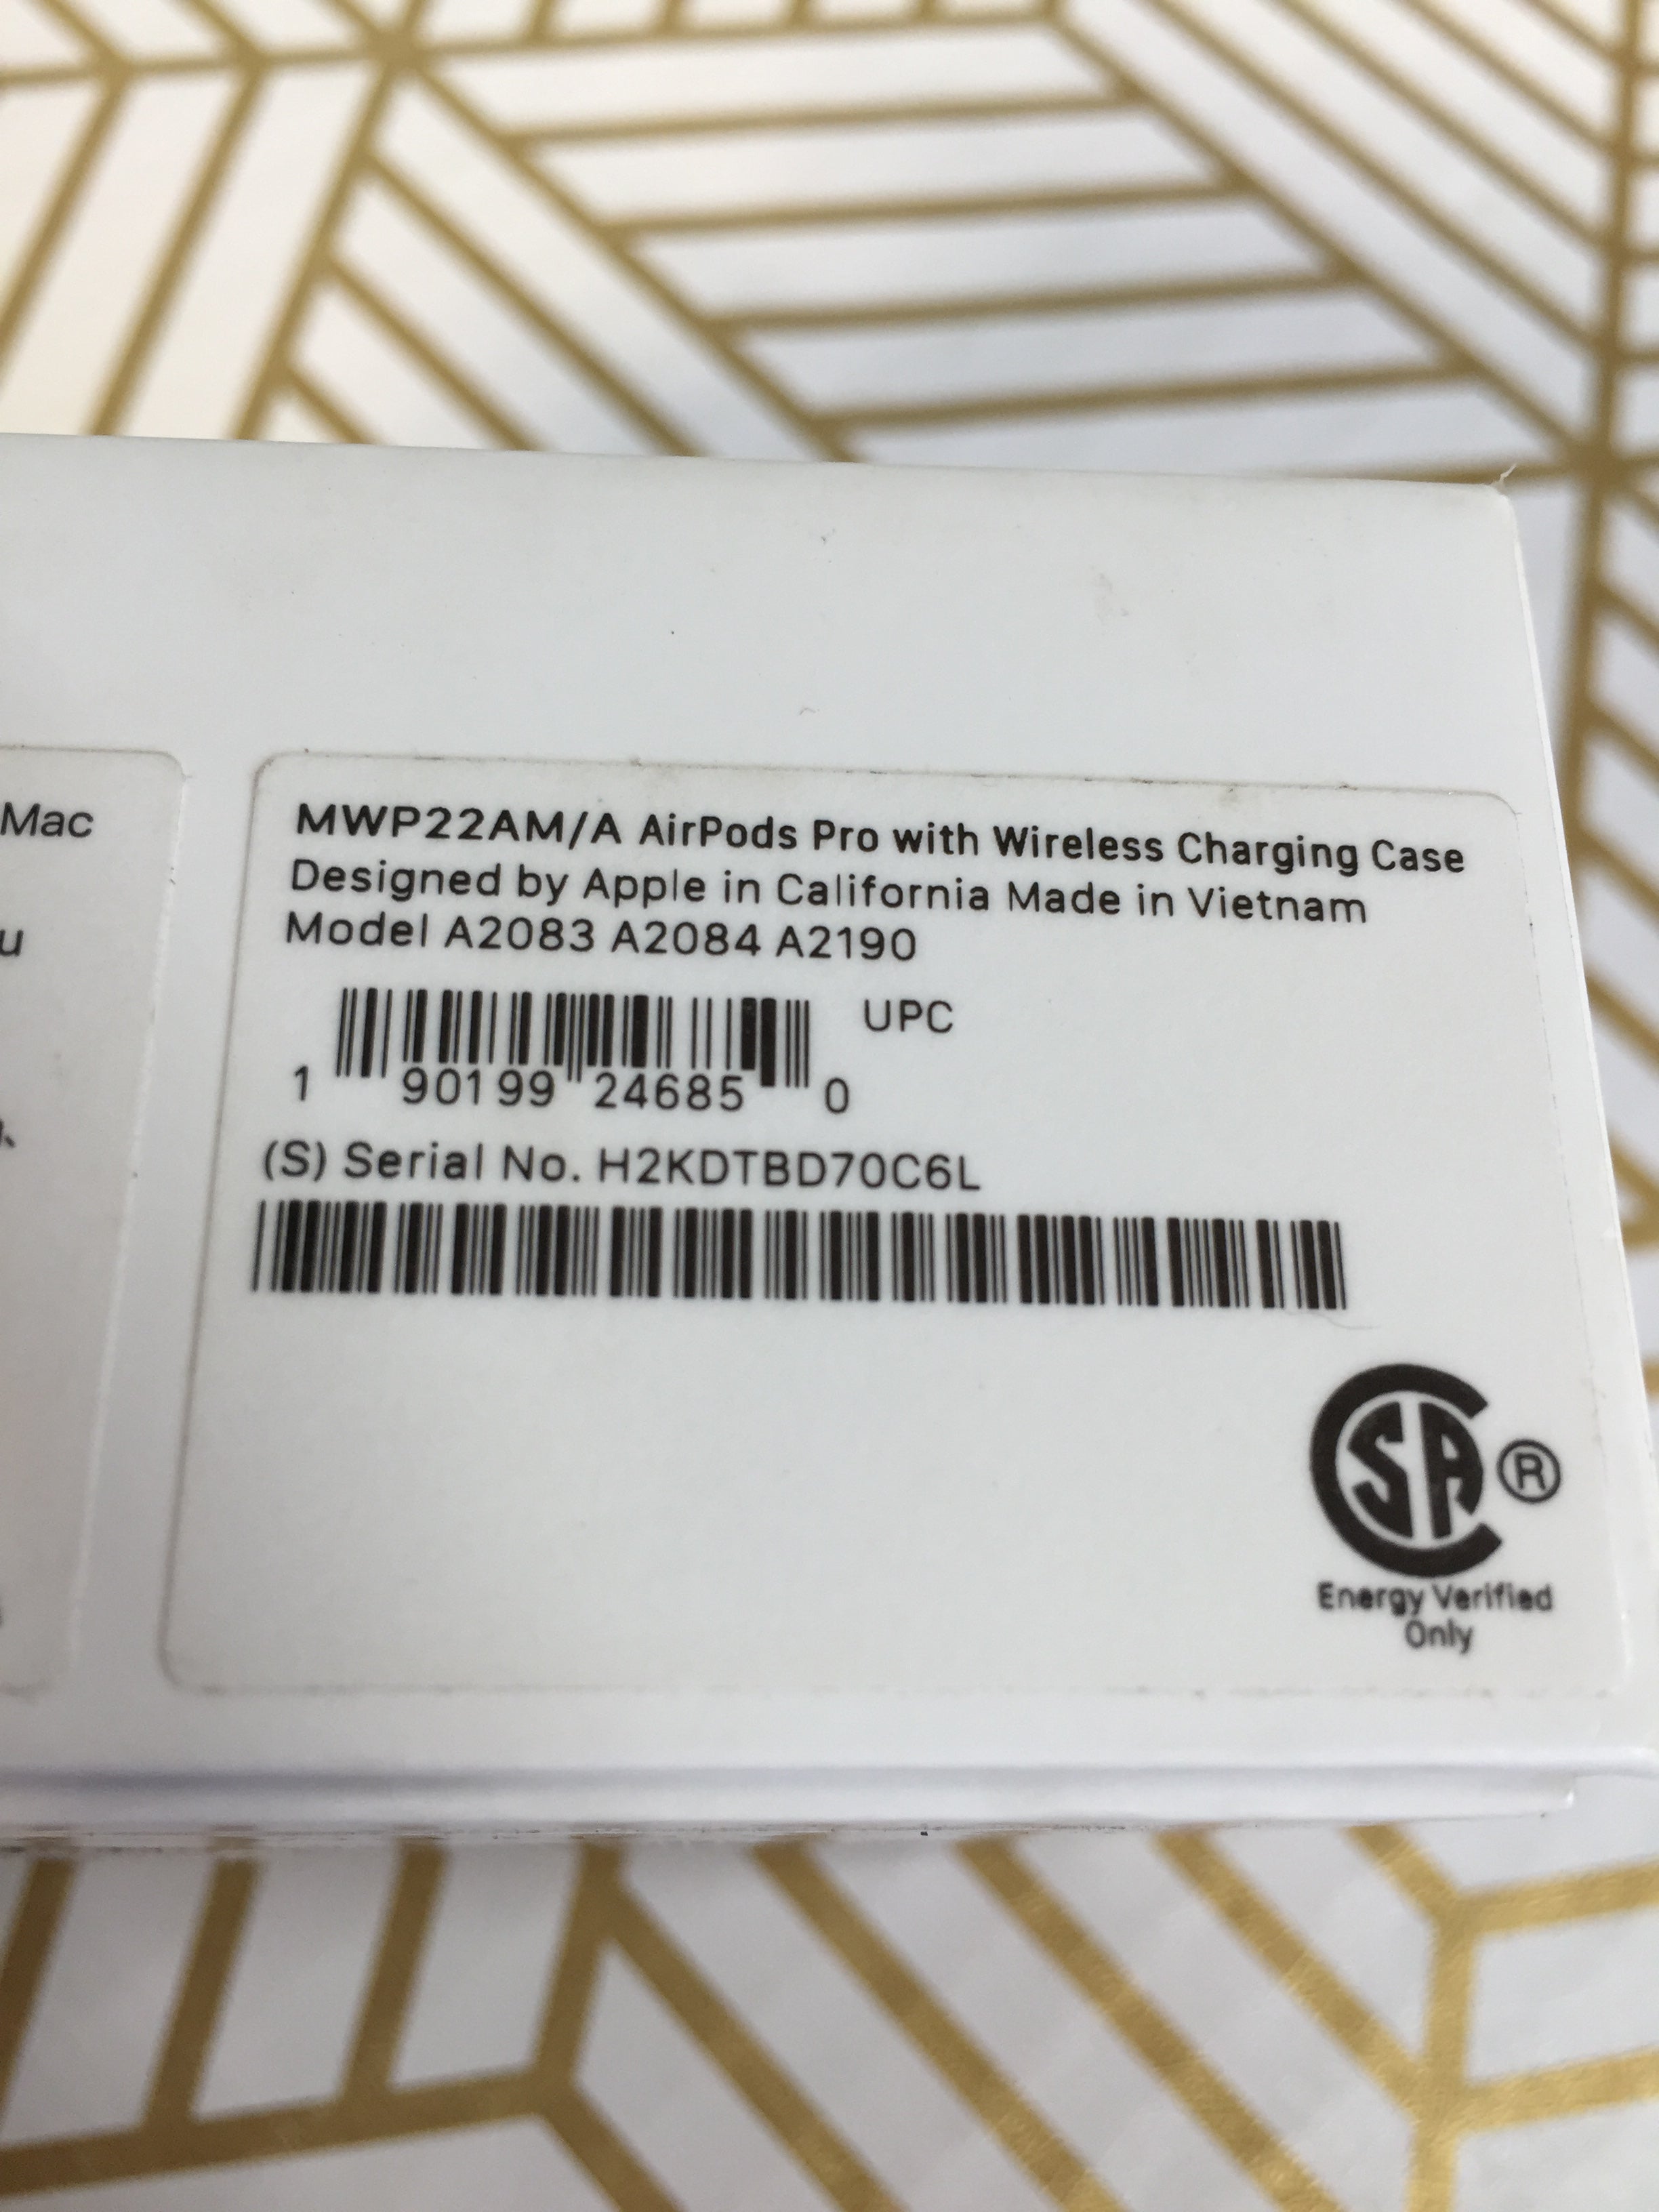 Mac
u
MWP22AM/A AirPods Pro with Wireless Charging Case
Designed by Apple in California Made in Vietnam
Model A2083 A2084 A2190
UPC
1 90199 24685 0
(S) Serial No. H2KDTBD70C6L
CSA ®
Energy Verified
Only